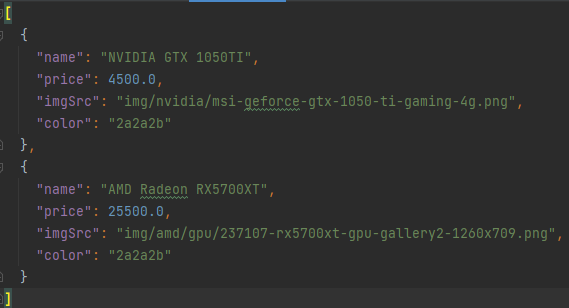 [
{
"name": "NVIDIA GTX 1050TI",
"price": 4500.0,
"imgSrc": "img/nvidia/msi-geforce-gtx-1050-ti-gaming-4g.png",
"color": "2a2a2b"
},
{
"name": "AMD Radeon RX5700XT",
"price": 25500.0,
"imgSrc": "img/amd/gpu/237107-rx5700xt-gpu-gallery2-1260x709.png",
"color": "2a2a2b"
}
]